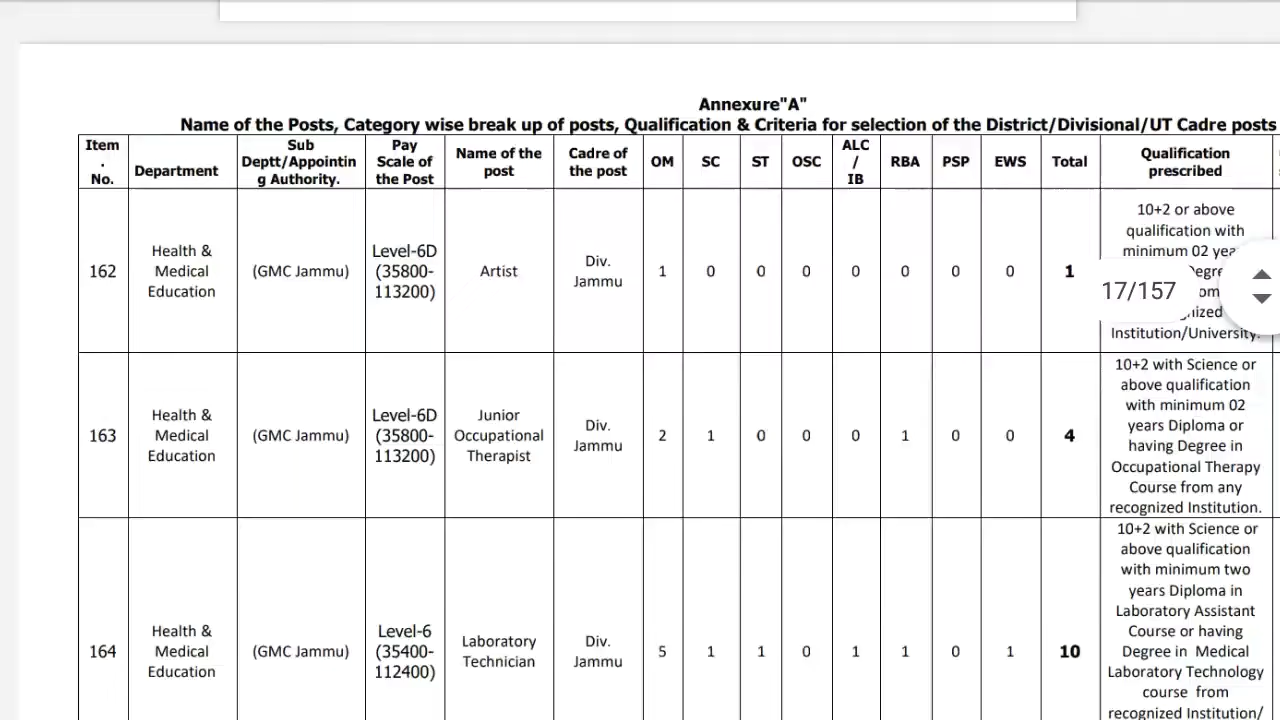 Annexure"A"
Name of the Posts, Category wise break up of posts, Qualification & Criteria for selection of the District/Divisional/UT Cadre posts
Item
.
No.
Department
Sub
Deptt/Appointin
g Authority.
Pay
Scale of
the Post
Name of the
post
Cadre of
the post
OM
SC
ST
OSC
ALC
/
IB
RBA
PSP
EWS
Total
Qualification
prescribed
162
Health &
Medical
Education
(GMC Jammu)
Level-6D
(35800-
113200)
Artist
Div.
Jammu
1
0
0
0
0
0
0
0
1
10+2 or above
qualification with
minimum 02
Institution/University.
17/157
163
Health &
Medical
Education
(GMC Jammu)
Level-6D
(35800-
113200)
Junior
Occupational
Therapist
Div.
Jammu
2
1
0
0
0
1
0
0
4
10+2 with Science or
above qualification
with minimum 02
years Diploma or
having Degree in
Occupational Therapy
Course from any
recognized Institution.
164
Health &
Medical
Education
(GMC Jammu)
Level-6
(35400-
112400)
Laboratory
Technician
Div.
Jammu
5
1
1
0
1
1
0
1
10
10+2 with Science or
above qualification
with minimum two
years Diploma in
Laboratory Assistant
Course or having
Degree in Medical
Laboratory Technology
course from
recognized Institution/